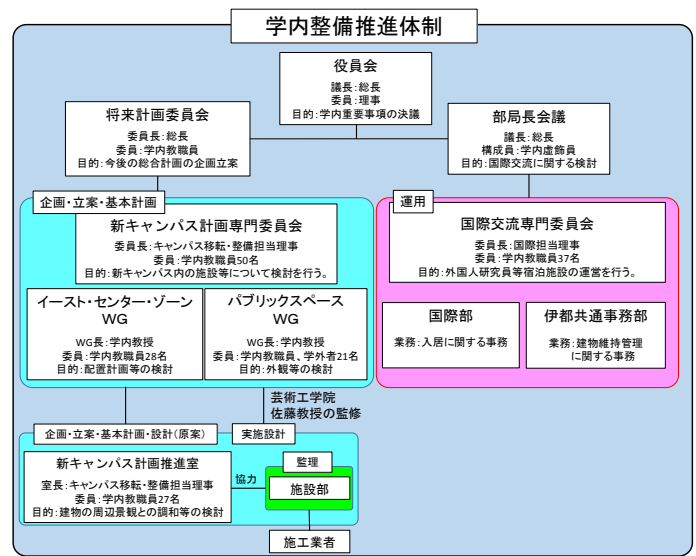 学内整備推進体制
役員会
議長:総長
委員:理事
目的:学内重要事項の決議
将来計画委員会
委員長:総長
委員:学内教職員
目的:今後の総合計画の企画立案
部局長会議
議長:総長
構成員:学内虚飾員
目的:国際交流に関する検討
企画・立案・基本計画
新キャンパス計画専門委員会
委員長:キャンパス移転・整備担当理事
委員:学内教職員50名
目的:新キャンパス内の施設等について検討を行う。
イースト・センター・ゾーン
WG
WG長:学内教授
委員:学内教職員28名
目的:配置計画等の検討
パブリックスペース
WG
WG長:学内教授
委員:学内教職員、学外者21名
目的:外観等の検討
運用
国際交流専門委員会
委員長:国際担当理事
委員:学内教職員37名
目的:外国人研究員等宿泊施設の運営を行う。
国際部
業務:入居に関する事務
伊都共通事務部
業務:建物維持管理
に関する事務
芸術工学院
佐藤教授の監修
企画・立案・基本計画・設計(原案)
実施設計
新キャンパス計画推進室
室長:キャンパス移転・整備担当理事
委員:学内教職員27名
目的:建物の周辺景観との調和等の検討
協力
監理
施設部
施工業者